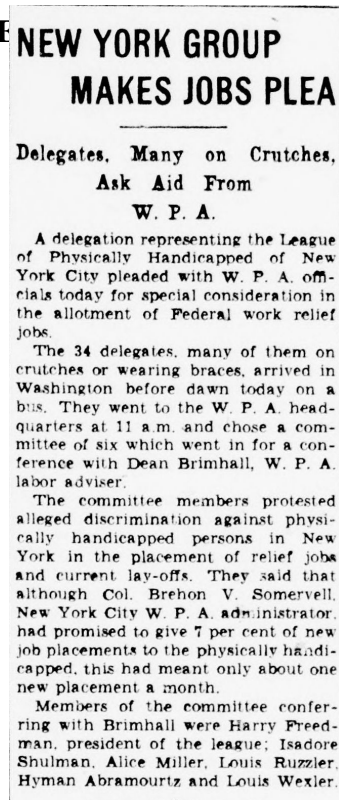 E
NEW YORK GROUP
MAKES JOBS PLEA
Delegates, Many on Crutches,
Ask Aid From
W. P. A.
A delegation representing the League
of Physically Handicapped of New
York City pleaded with W. P. A. offi-
cials today for special consideration in
the allotment of Federal work relief
jobs.
The 34 delegates, many of them on
crutches or wearing braces, arrived in
Washington before dawn today on a
bus. They went to the W. P. A. head-
quarters at 11 a.m. and chose a com-
mittee of six which went in for a con-
ference with Dean Brimhall, W. P. A.
labor adviser.
The committee members protested
alleged discrimination against physi-
cally handicapped persons in New
York in the placement of relief jobs
and current lay-offs. They said that
although Col. Brehon V. Somervell,
New York City W. P. A. administrator,
had promised to give 7 per cent of new
job placements to the physically handi-
capped, this had meant only about one
new placement a month.
Members of the committee confer-
ring with Brimhall were Harry Freed-
man, president of the league; Isadore
Shulman, Alice Miller, Louis Ruzzler,
Hyman Abramourtz and Louis Wexler.